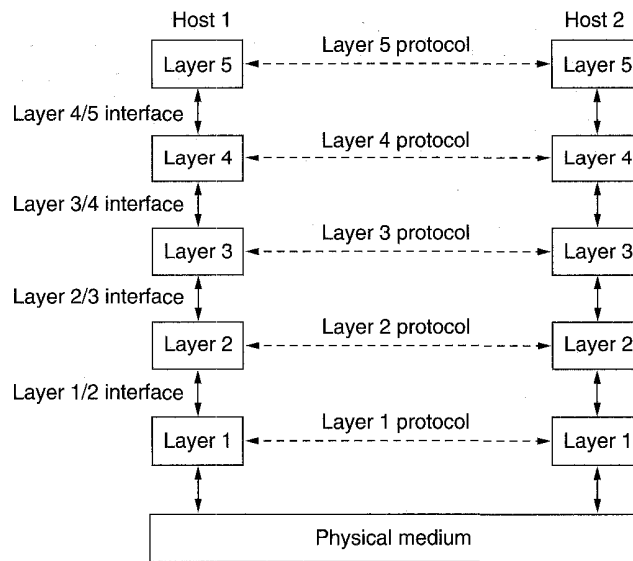 Host 1
Host 2
Layer 5
Layer 5 protocol
Layer 5
Layer 4/5 interface
Layer 4
Layer 4 protocol
Layer 4
Layer 3/4 interface
Layer 3
Layer 3 protocol
Layer 3
Layer 2/3 interface
Layer 2
Layer 2 protocol
Layer 2
Layer 1/2 interface
Layer 1
Layer 1 protocol
Layer 1
Physical medium